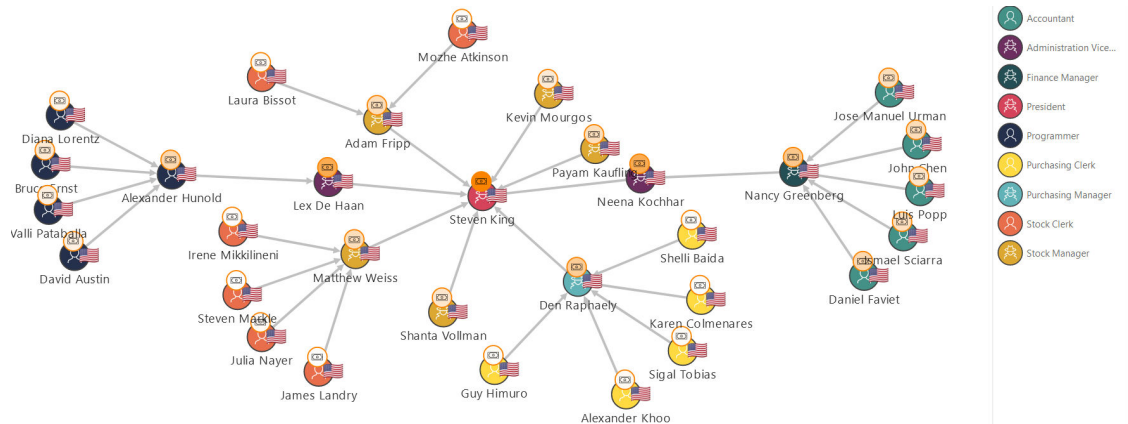 Mozhe Atkinson
Laura Bissot
Kevin Mourgos
Jose Manuel Urman
Diana Lorentz
Adam Fripp
John Chen
Payam Kaufling
Bruce Ernst
Alexander Hunold
Lex De Haan
Neena Kochhar
Nancy Greenberg
Luis Popp
Steven King
Valli Pataballa
Irene Mikkilineni
Shelli Baida
Ismael Sciarra
David Austin
Matthew Weiss
Daniel Faviet
Den Raphaely
Steven Markle
Karen Colmenares
Shanta Vollman
Julia Nayer
Sigal Tobias
James Landry
Guy Himuro
Alexander Khoo
Accountant
Administration Vice...
Finance Manager
President
Programmer
Purchasing Clerk
Purchasing Manager
Stock Clerk
Stock Manager